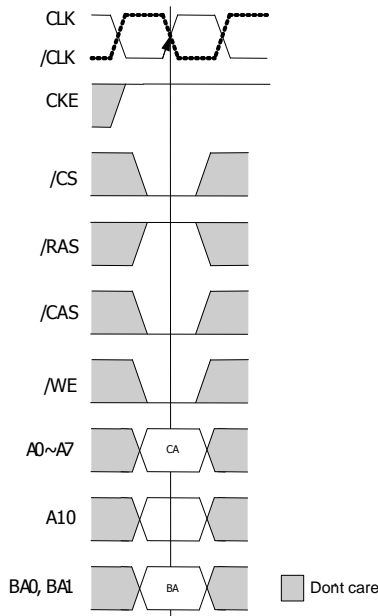 CLK
/CLK
CKE
/CS
/RAS
/CAS
/WE
A0~A7
CA
A10
BA0, BA1
BA
Dont care